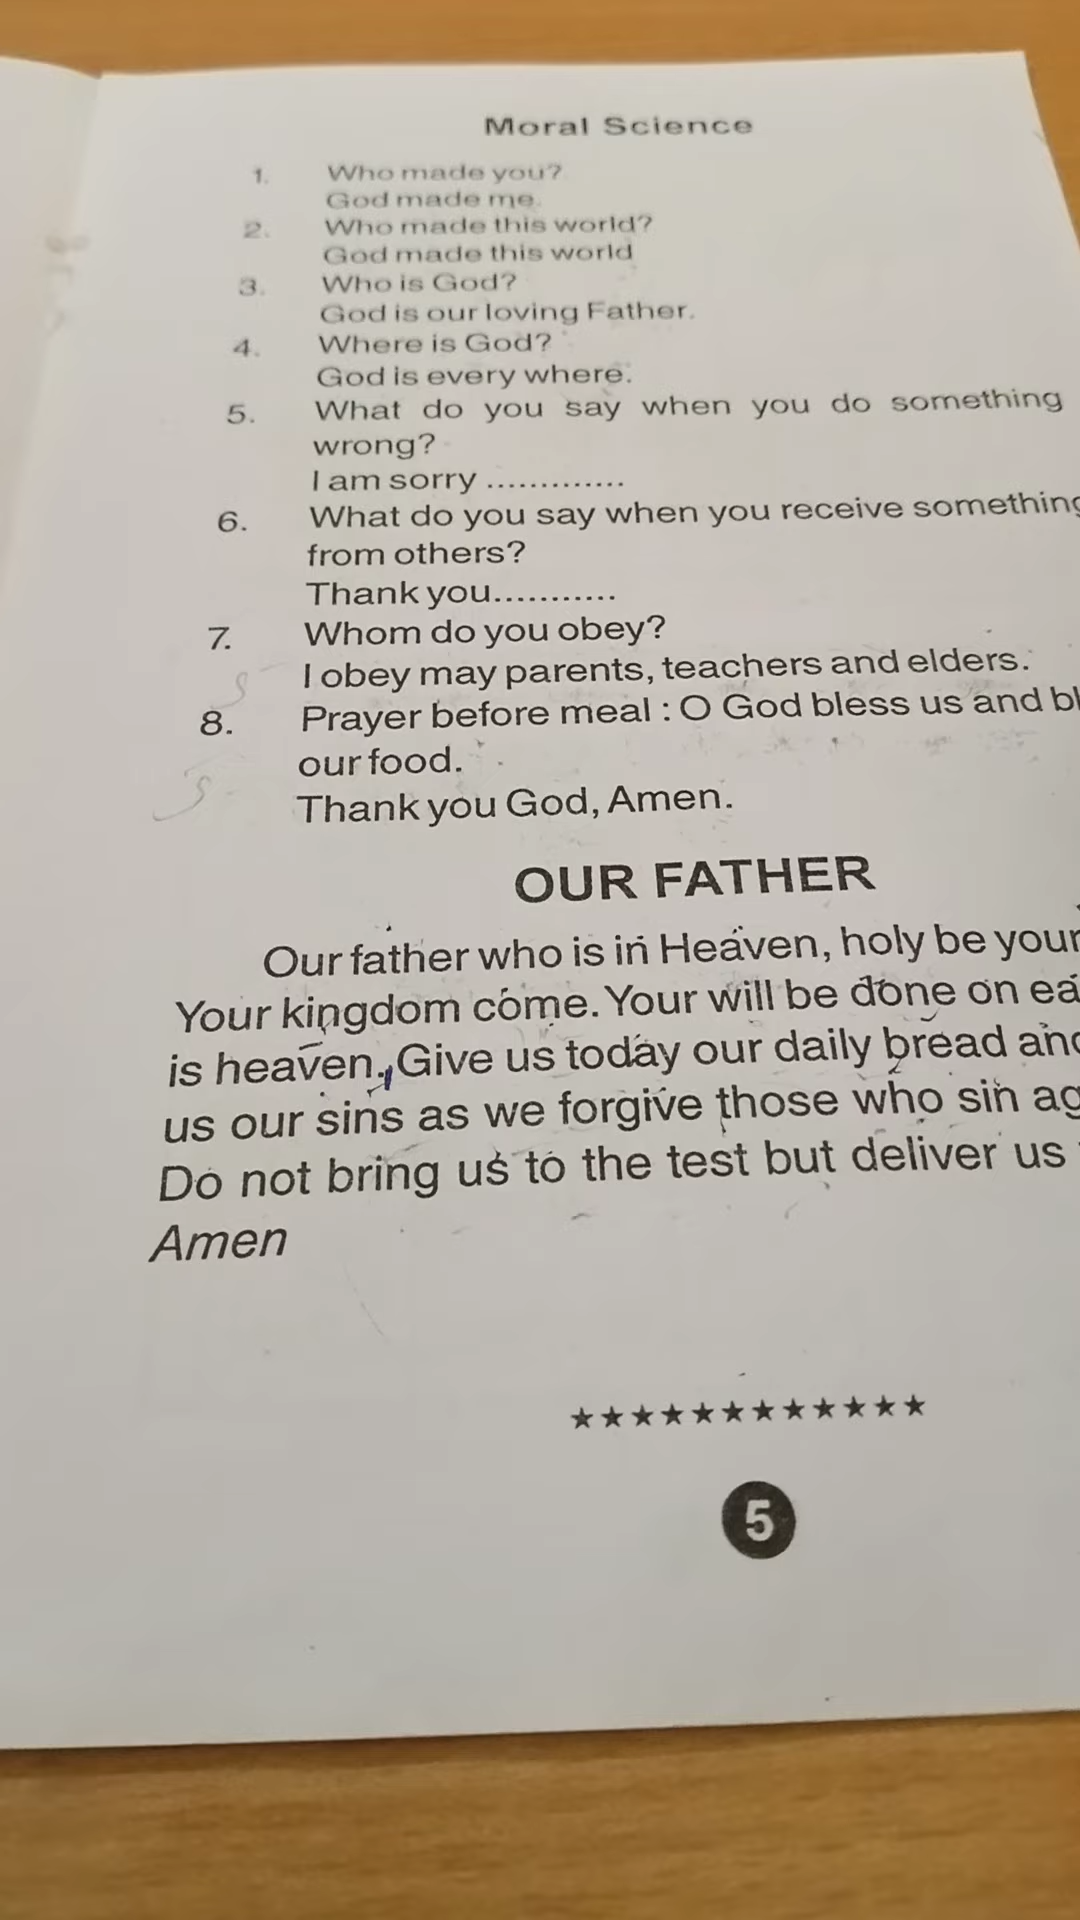 Moral Science
1. Who made you?
God made me.
2. Who made this world?
God made this world
3. Who is God?
God is our loving Father.
4. Where is God?
God is every where.
5. What do you say when you do something
wrong?
I am sorry .............
6. What do you say when you receive something
from others?
Thank you...........
7. Whom do you obey?
I obey may parents, teachers and elders.
8. Prayer before meal : O God bless us and
our food.
Thank you God, Amen.
OUR FATHER
Our father who is in Heaven, holy be your
Your kingdom come. Your will be done on
is heaven. Give us today our daily bread and
us our sins as we forgive those who sin
Do not bring us to the test but deliver us
Amen
★★★★★★★★★★★★
5